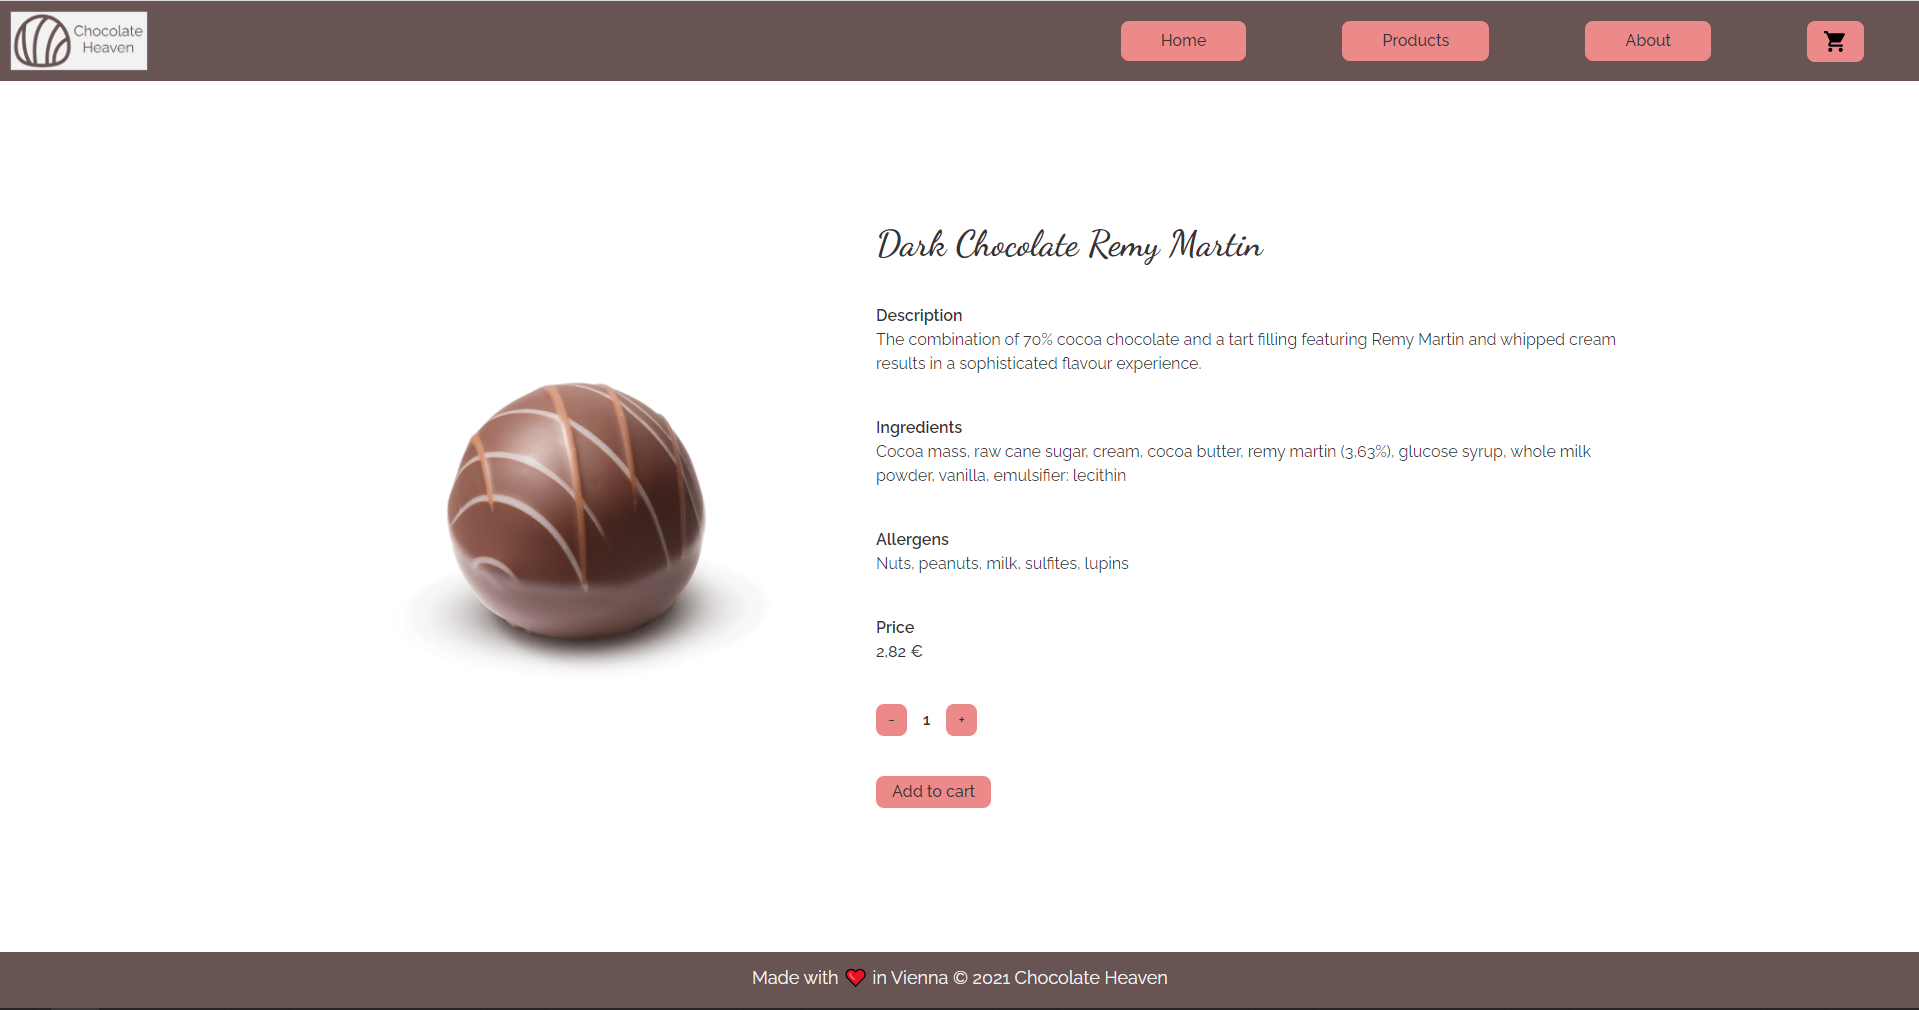 Chocolate
Heaven
Home
Products
About
Dark Chocolate Remy Martin
Description
The combination of 70% cocoa chocolate and a tart filling featuring Remy Martin and whipped cream
results in a sophisticated flavour experience.
Ingredients
Cocoa mass, raw cane sugar, cream, cocoa butter, remy martin (3,63%), glucose syrup, whole milk
powder, vanilla, emulsifier: lecithin
Allergens
Nuts, peanuts, milk, sulfites, lupins
Price
2,82 €
- 1 +
Add to cart
Made with ❤ in Vienna © 2021 Chocolate Heaven